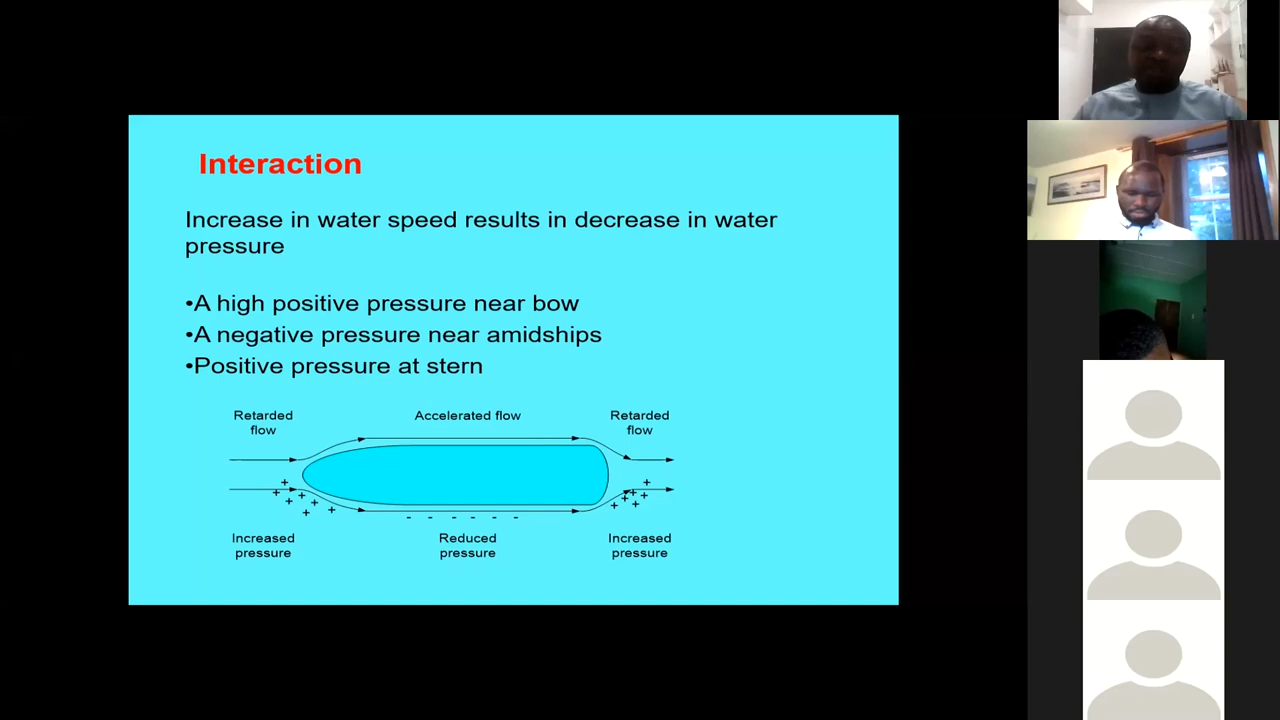 Interaction
Increase in water speed results in decrease in water
pressure
•A high positive pressure near bow
•A negative pressure near amidships
•Positive pressure at stern
Retarded
flow
Accelerated flow
Retarded
flow
Increased
pressure
Reduced
pressure
Increased
pressure